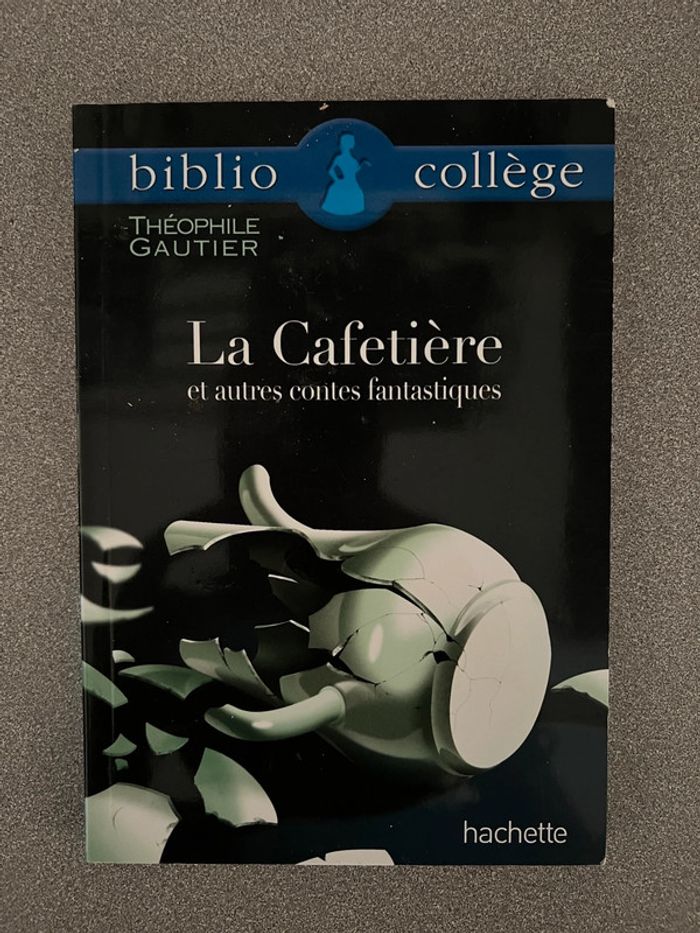 biblio collège
THÉOPHILE
GAUTIER
La Cafetière
et autres contes fantastiques
hachette